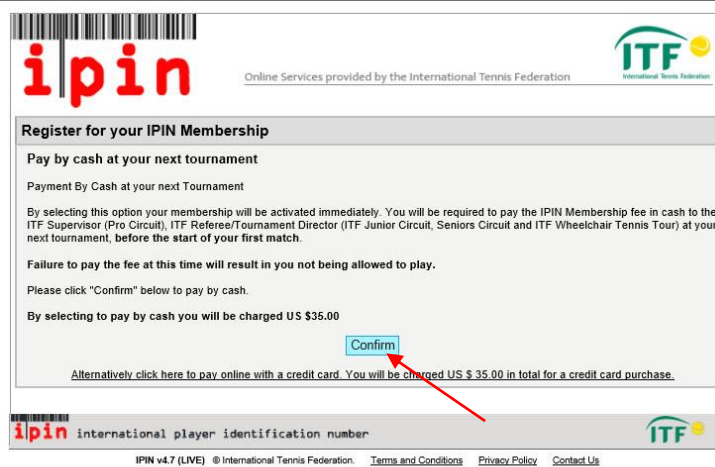 ipin
Online Services provided by the International Tennis Federation
ITF
International Tennis Federation
Register for your IPIN Membership
Pay by cash at your next tournament
Payment By Cash at your next Tournament
By selecting this option your membership will be activated immediately. You will be required to pay the IPIN Membership fee in cash to the
ITF Supervisor (Pro Circuit), ITF Referee/Tournament Director (ITF Junior Circuit, Seniors Circuit and ITF Wheelchair Tennis Tour) at your
next tournament, before the start of your first match.
Failure to pay the fee at this time will result in you not being allowed to play.
Please click "Confirm" below to pay by cash.
By selecting to pay by cash you will be charged US $35.00
Confirm
Alternatively click here to pay online with a credit card. You will be charged US $ 35.00 in total for a credit card purchase.
ipin international player identification number
ITF
IPIN v4.7 (LIVE) © International Tennis Federation. Terms and Conditions Privacy Policy Contact Us